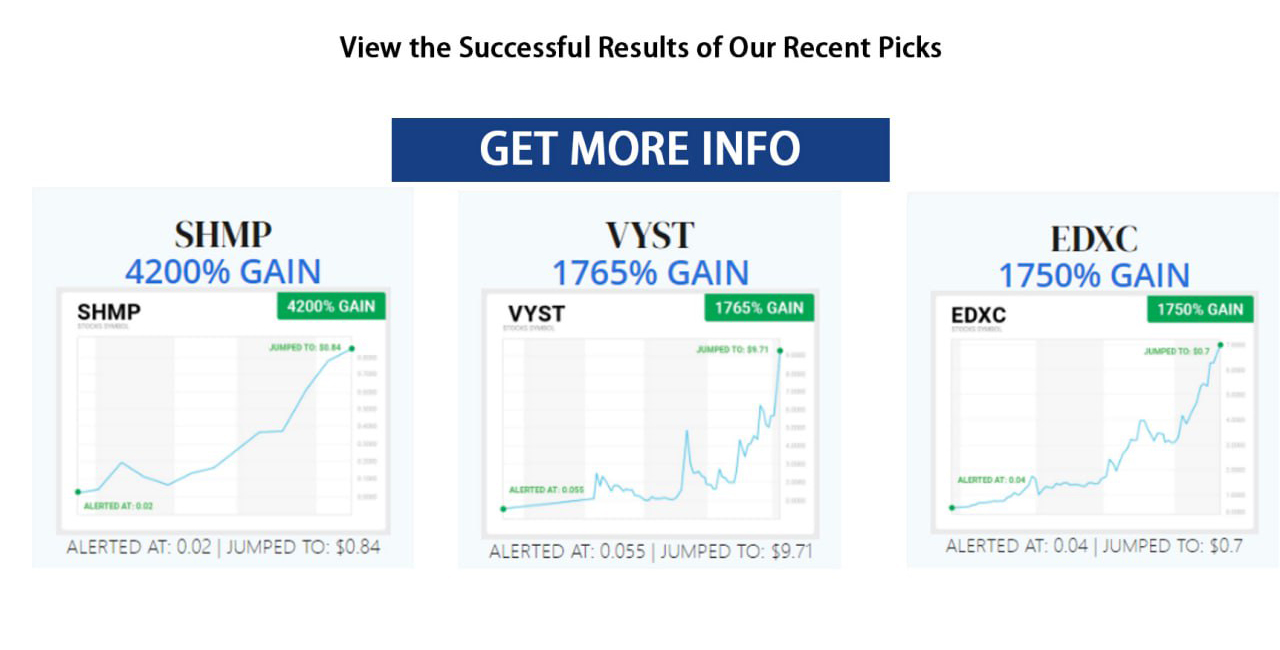 View the Successful Results of Our Recent Picks
GET MORE INFO
SHMP
4200% GAIN
SHMP
STOCKS SYMBOL
4200% GAIN
JUMPED TO: $0.84
ALERTED AT: 0.02
ALERTED AT: 0.02 | JUMPED TO: $0.84
VYST
1765% GAIN
VYST
STOCKS SYMBOL
1765% GAIN
JUMPED TO: $9.71
ALERTED AT: 0.055
ALERTED AT: 0.055 | JUMPED TO: $9.71
EDXC
1750% GAIN
EDXC
STOCKS SYMBOL
1750% GAIN
JUMPED TO: $0.7
ALERTED AT: 0.04
ALERTED AT: 0.04 | JUMPED TO: $0.7